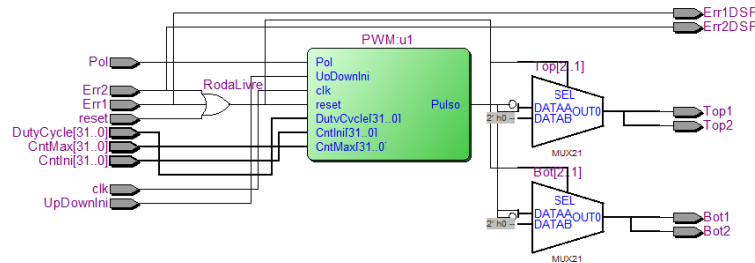 Err1DSP
Err2DSP
PWM:u1
Pol
Pol
UpDownIni
clk
reset
DutyCycle[31..0]
CntIni[31..0]
CntMax[31..0]
Pulso
RodaLivre
Err2
Err1
reset
DutyCycle[31..0]
CntMax[31..0]
CntIni[31..0]
clk
UpDownIni
Top[2..1]
SEL
DATAA
OUT0
2' h0
DATAB
MUX21
Top1
Top2
Bot[2..1]
SEL
DATAA
OUT0
2' h0
DATAB
MUX21
Bot1
Bot2